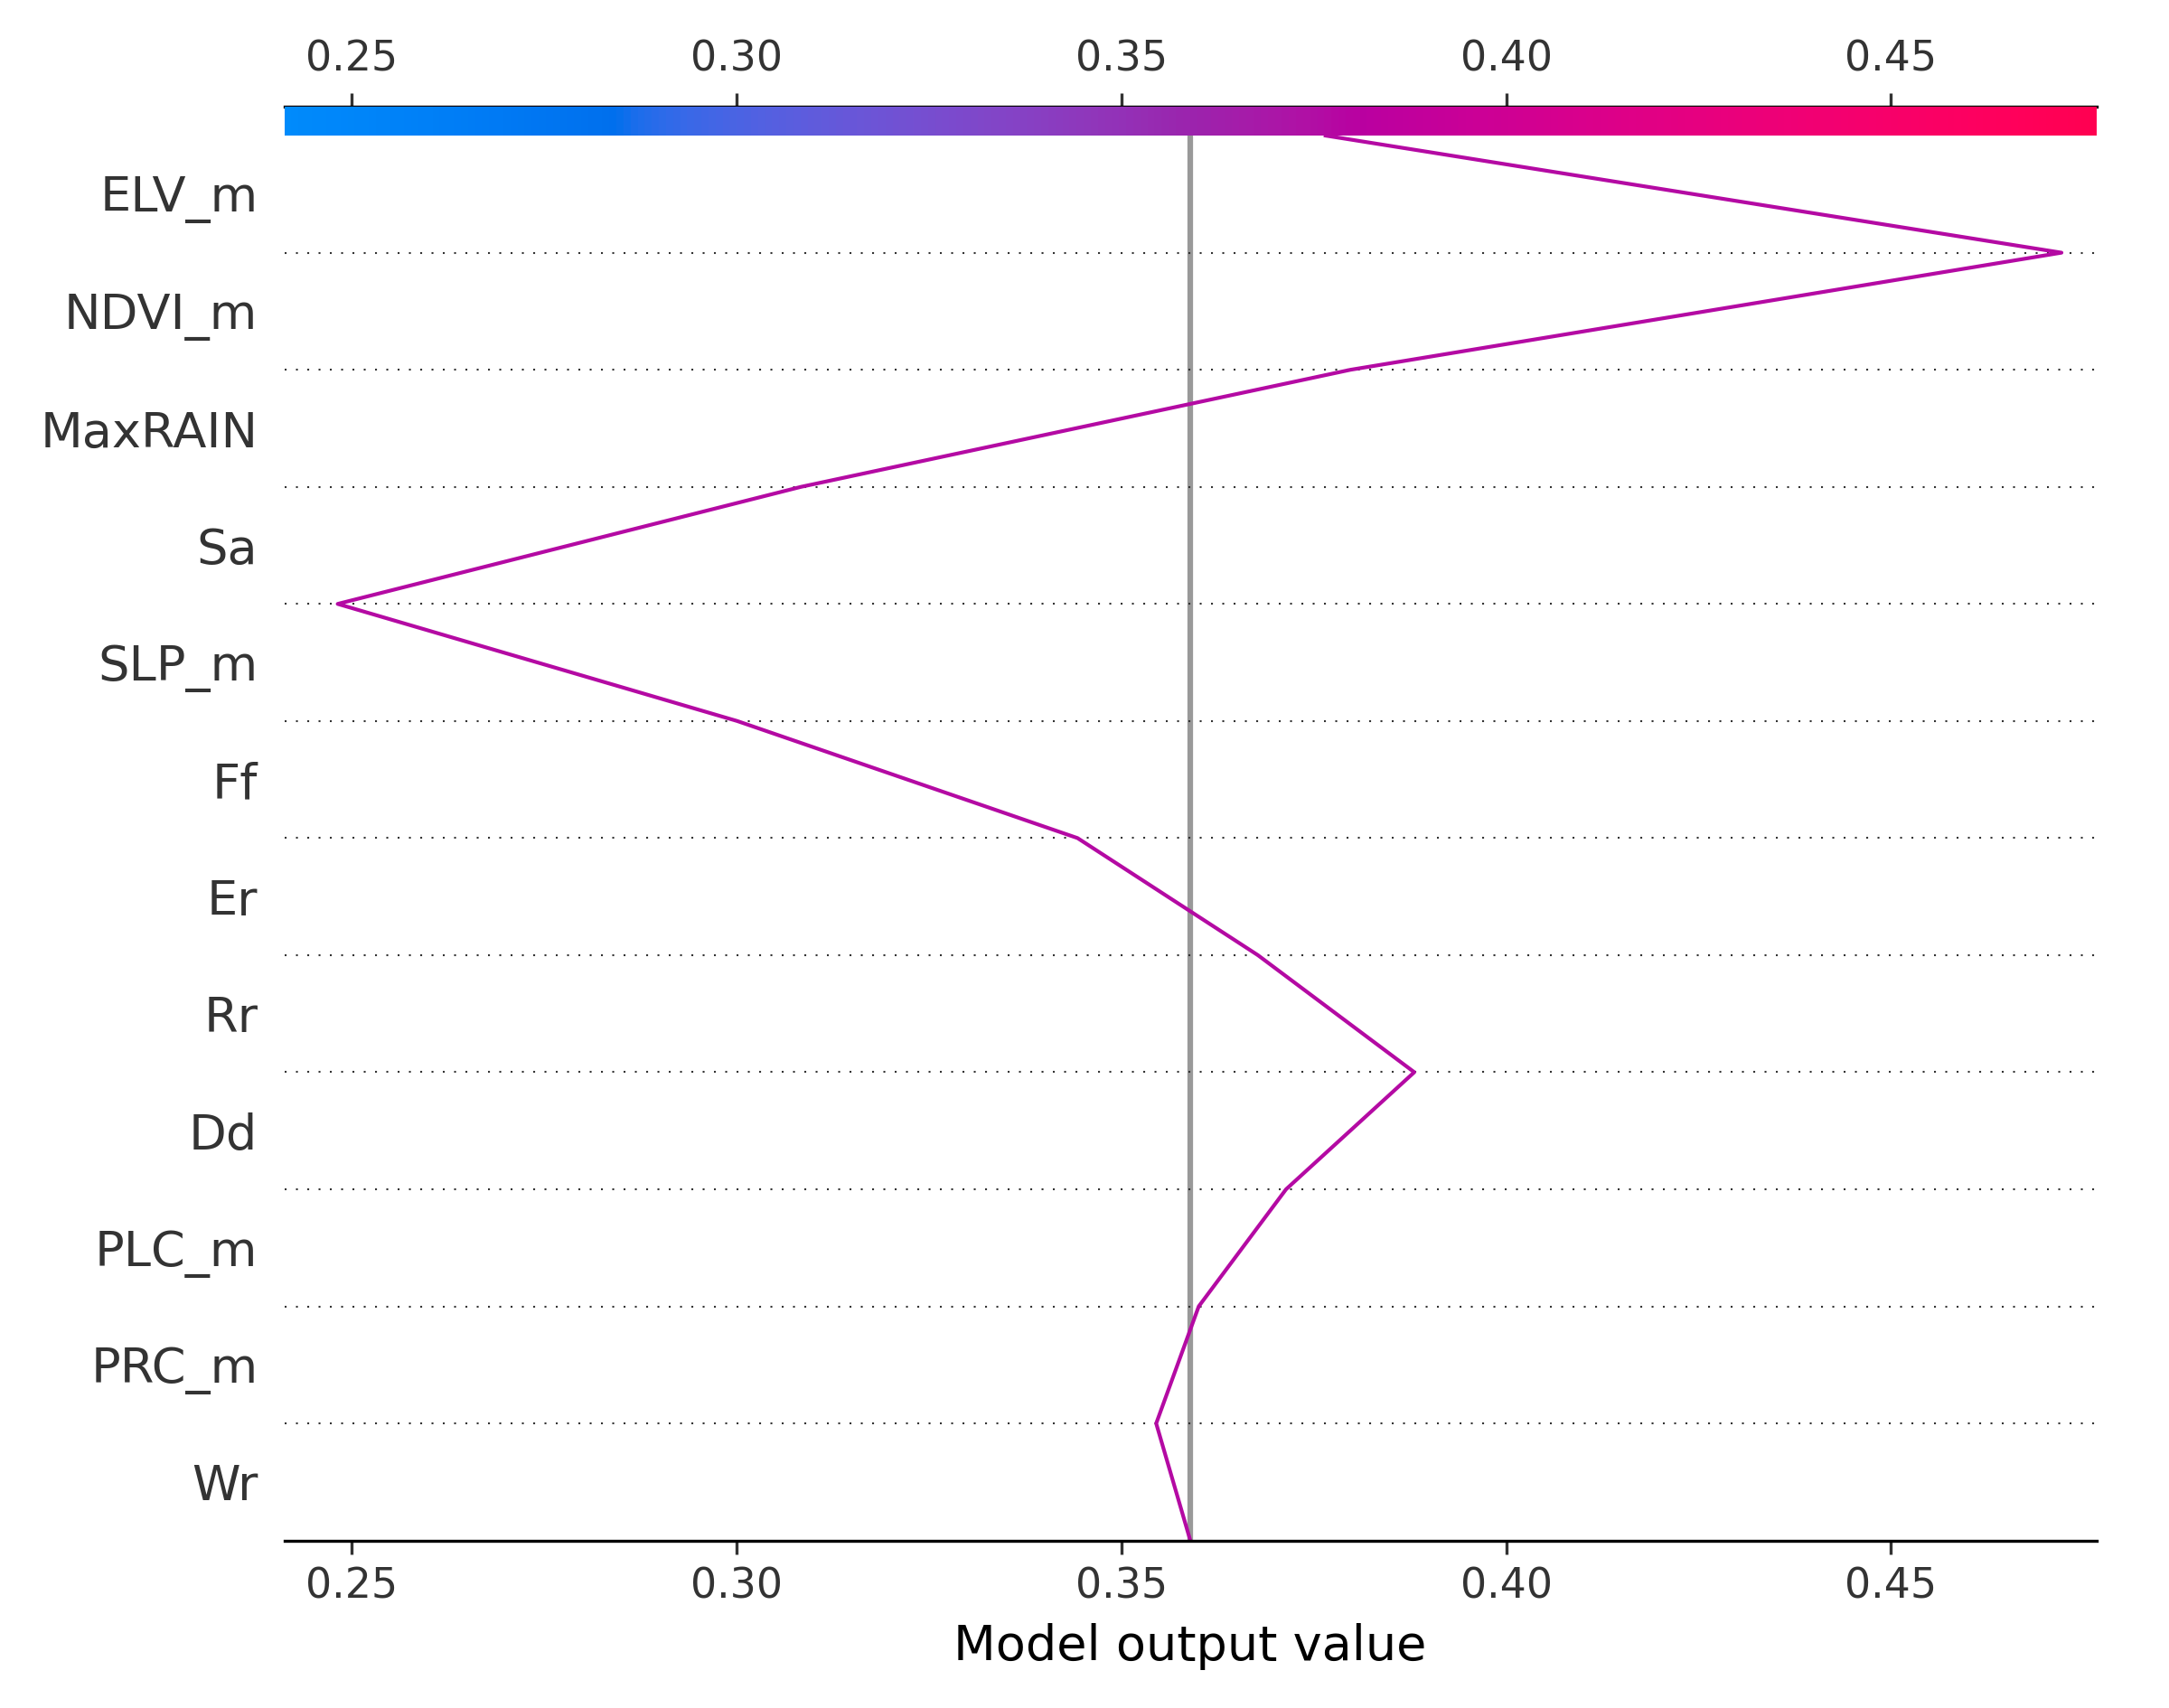 0.25 0.30 0.35 0.40 0.45
ELV_m
NDVI_m
MaxRAIN
Sa
SLP_m
Ff
Er
Rr
Dd
PLC_m
PRC_m
Wr
0.25 0.30 0.35 0.40 0.45
Model output value